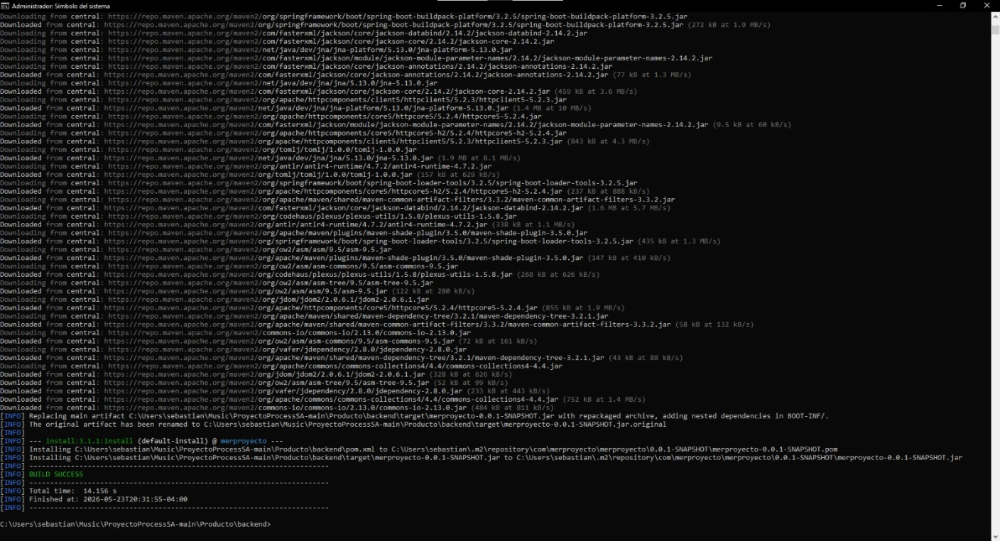 Administrador: Símbolo del sistema
Downloading from central: https://repo.maven.apache.org/maven2/org/springframework/boot/spring-boot-buildpack-platform/3.2.5/spring-boot-buildpack-platform-3.2.5.jar
Downloaded from central: https://repo.maven.apache.org/maven2/org/springframework/boot/spring-boot-buildpack-platform/3.2.5/spring-boot-buildpack-platform-3.2.5.jar (272 kB at 1.9 MB/s)
Downloading from central: https://repo.maven.apache.org/maven2/com/fasterxml/jackson/core/jackson-databind/2.14.2/jackson-databind-2.14.2.jar
Downloading from central: https://repo.maven.apache.org/maven2/com/fasterxml/jackson/core/jackson-core/2.14.2/jackson-core-2.14.2.jar
Downloading from central: https://repo.maven.apache.org/maven2/net/java/dev/jna/jna-platform/5.13.0/jna-platform-5.13.0.jar
Downloading from central: https://repo.maven.apache.org/maven2/com/fasterxml/jackson/module/jackson-module-parameter-names/2.14.2/jackson-module-parameter-names-2.14.2.jar
Downloading from central: https://repo.maven.apache.org/maven2/com/fasterxml/jackson/core/jackson-annotations/2.14.2/jackson-annotations-2.14.2.jar
Downloaded from central: https://repo.maven.apache.org/maven2/com/fasterxml/jackson/core/jackson-annotations/2.14.2/jackson-annotations-2.14.2.jar (77 kB at 1.3 MB/s)
Downloading from central: https://repo.maven.apache.org/maven2/net/java/dev/jna/jna/5.13.0/jna-5.13.0.jar
Downloaded from central: https://repo.maven.apache.org/maven2/com/fasterxml/jackson/core/jackson-core/2.14.2/jackson-core-2.14.2.jar (459 kB at 3.6 MB/s)
Downloading from central: https://repo.maven.apache.org/maven2/org/apache/httpcomponents/client5/httpclient5/5.2.3/httpclient5-5.2.3.jar
Downloaded from central: https://repo.maven.apache.org/maven2/net/java/dev/jna/jna-platform/5.13.0/jna-platform-5.13.0.jar (1.4 MB at 10 MB/s)
Downloading from central: https://repo.maven.apache.org/maven2/org/apache/httpcomponents/core5/httpcore5/5.2.4/httpcore5-5.2.4.jar
Downloaded from central: https://repo.maven.apache.org/maven2/com/fasterxml/jackson/module/jackson-module-parameter-names/2.14.2/jackson-module-parameter-names-2.14.2.jar (9.5 kB at 60 kB/s)
Downloading from central: https://repo.maven.apache.org/maven2/org/apache/httpcomponents/core5/httpcore5-h2/5.2.4/httpcore5-h2-5.2.4.jar
Downloaded from central: https://repo.maven.apache.org/maven2/org/apache/httpcomponents/client5/httpclient5/5.2.3/httpclient5-5.2.3.jar (843 kB at 4.3 MB/s)
Downloading from central: https://repo.maven.apache.org/maven2/org/tomlj/tomlj/1.0.0/tomlj-1.0.0.jar
Downloaded from central: https://repo.maven.apache.org/maven2/net/java/dev/jna/jna/5.13.0/jna-5.13.0.jar (1.9 MB at 8.1 MB/s)
Downloading from central: https://repo.maven.apache.org/maven2/org/antlr/antlr4-runtime/4.7.2/antlr4-runtime-4.7.2.jar
Downloaded from central: https://repo.maven.apache.org/maven2/org/tomlj/tomlj/1.0.0/tomlj-1.0.0.jar (157 kB at 629 kB/s)
Downloading from central: https://repo.maven.apache.org/maven2/org/springframework/boot/spring-boot-loader-tools/3.2.5/spring-boot-loader-tools-3.2.5.jar
Downloaded from central: https://repo.maven.apache.org/maven2/org/apache/httpcomponents/core5/httpcore5-h2/5.2.4/httpcore5-h2-5.2.4.jar (237 kB at 888 kB/s)
Downloading from central: https://repo.maven.apache.org/maven2/org/apache/maven/shared/maven-common-artifact-filters/3.3.2/maven-common-artifact-filters-3.3.2.jar
Downloaded from central: https://repo.maven.apache.org/maven2/com/fasterxml/jackson/core/jackson-databind/2.14.2/jackson-databind-2.14.2.jar (1.6 MB at 5.7 MB/s)
Downloading from central: https://repo.maven.apache.org/maven2/org/codehaus/plexus/plexus-utils/1.5.8/plexus-utils-1.5.8.jar
Downloaded from central: https://repo.maven.apache.org/maven2/org/antlr/antlr4-runtime/4.7.2/antlr4-runtime-4.7.2.jar (338 kB at 1.1 MB/s)
Downloading from central: https://repo.maven.apache.org/maven2/org/apache/maven/plugins/maven-shade-plugin/3.5.0/maven-shade-plugin-3.5.0.jar
Downloaded from central: https://repo.maven.apache.org/maven2/org/springframework/boot/spring-boot-loader-tools/3.2.5/spring-boot-loader-tools-3.2.5.jar (435 kB at 1.3 MB/s)
Downloading from central: https://repo.maven.apache.org/maven2/org/ow2/asm/asm/9.5/asm-9.5.jar
Downloaded from central: https://repo.maven.apache.org/maven2/org/apache/maven/plugins/maven-shade-plugin/3.5.0/maven-shade-plugin-3.5.0.jar (147 kB at 410 kB/s)
Downloading from central: https://repo.maven.apache.org/maven2/org/ow2/asm/asm-commons/9.5/asm-commons-9.5.jar
Downloaded from central: https://repo.maven.apache.org/maven2/org/codehaus/plexus/plexus-utils/1.5.8/plexus-utils-1.5.8.jar (268 kB at 626 kB/s)
Downloading from central: https://repo.maven.apache.org/maven2/org/ow2/asm/asm-tree/9.5/asm-tree-9.5.jar
Downloaded from central: https://repo.maven.apache.org/maven2/org/ow2/asm/asm/9.5/asm-9.5.jar (122 kB at 280 kB/s)
Downloading from central: https://repo.maven.apache.org/maven2/org/jdom/jdom2/2.0.6.1/jdom2-2.0.6.1.jar
Downloaded from central: https://repo.maven.apache.org/maven2/org/apache/httpcomponents/core5/httpcore5/5.2.4/httpcore5-5.2.4.jar (855 kB at 1.9 MB/s)
Downloading from central: https://repo.maven.apache.org/maven2/org/apache/maven/shared/maven-dependency-tree/3.2.1/maven-dependency-tree-3.2.1.jar
Downloaded from central: https://repo.maven.apache.org/maven2/org/apache/maven/shared/maven-common-artifact-filters/3.3.2/maven-common-artifact-filters-3.3.2.jar (58 kB at 132 kB/s)
Downloading from central: https://repo.maven.apache.org/maven2/commons-io/commons-io/2.13.0/commons-io-2.13.0.jar
Downloaded from central: https://repo.maven.apache.org/maven2/org/ow2/asm/asm-commons/9.5/asm-commons-9.5.jar (72 kB at 161 kB/s)
Downloading from central: https://repo.maven.apache.org/maven2/org/vafer/jdependency/2.8.0/jdependency-2.8.0.jar
Downloaded from central: https://repo.maven.apache.org/maven2/org/apache/maven/shared/maven-dependency-tree/3.2.1/maven-dependency-tree-3.2.1.jar (43 kB at 88 kB/s)
Downloading from central: https://repo.maven.apache.org/maven2/org/apache/commons/commons-collections4/4.4/commons-collections4-4.4.jar
Downloaded from central: https://repo.maven.apache.org/maven2/org/jdom/jdom2/2.0.6.1/jdom2-2.0.6.1.jar (328 kB at 626 kB/s)
Downloaded from central: https://repo.maven.apache.org/maven2/org/ow2/asm/asm-tree/9.5/asm-tree-9.5.jar (52 kB at 99 kB/s)
Downloaded from central: https://repo.maven.apache.org/maven2/org/vafer/jdependency/2.8.0/jdependency-2.8.0.jar (233 kB at 443 kB/s)
Downloaded from central: https://repo.maven.apache.org/maven2/org/apache/commons/commons-collections4/4.4/commons-collections4-4.4.jar (752 kB at 1.4 MB/s)
Downloaded from central: https://repo.maven.apache.org/maven2/commons-io/commons-io/2.13.0/commons-io-2.13.0.jar (484 kB at 811 kB/s)
[INFO] Replacing main artifact C:\Users\sebastian\Music\ProyectoProcessSA-main\Producto\backend\target\merproyecto-0.0.1-SNAPSHOT.jar with repackaged archive, adding nested dependencies in BOOT-INF/.
[INFO] The original artifact has been renamed to C:\Users\sebastian\Music\ProyectoProcessSA-main\Producto\backend\target\merproyecto-0.0.1-SNAPSHOT.jar.original
[INFO]
[INFO] --- install:3.1.1:install (default-install) @ merproyecto ---
[INFO] Installing C:\Users\sebastian\Music\ProyectoProcessSA-main\Producto\backend\pom.xml to C:\Users\sebastian\.m2\repository\com\merproyecto\merproyecto\0.0.1-SNAPSHOT\merproyecto-0.0.1-SNAPSHOT.pom
[INFO] Installing C:\Users\sebastian\Music\ProyectoProcessSA-main\Producto\backend\target\merproyecto-0.0.1-SNAPSHOT.jar to C:\Users\sebastian\.m2\repository\com\merproyecto\merproyecto\0.0.1-SNAPSHOT\merproyecto-0.0.1-SNAPSHOT.jar
[INFO] ------------------------------------------------------------------------
[INFO] BUILD SUCCESS
[INFO] ------------------------------------------------------------------------
[INFO] Total time:  14.156 s
[INFO] Finished at: 2026-05-23T20:31:55-04:00
[INFO] ------------------------------------------------------------------------
C:\Users\sebastian\Music\ProyectoProcessSA-main\Producto\backend>